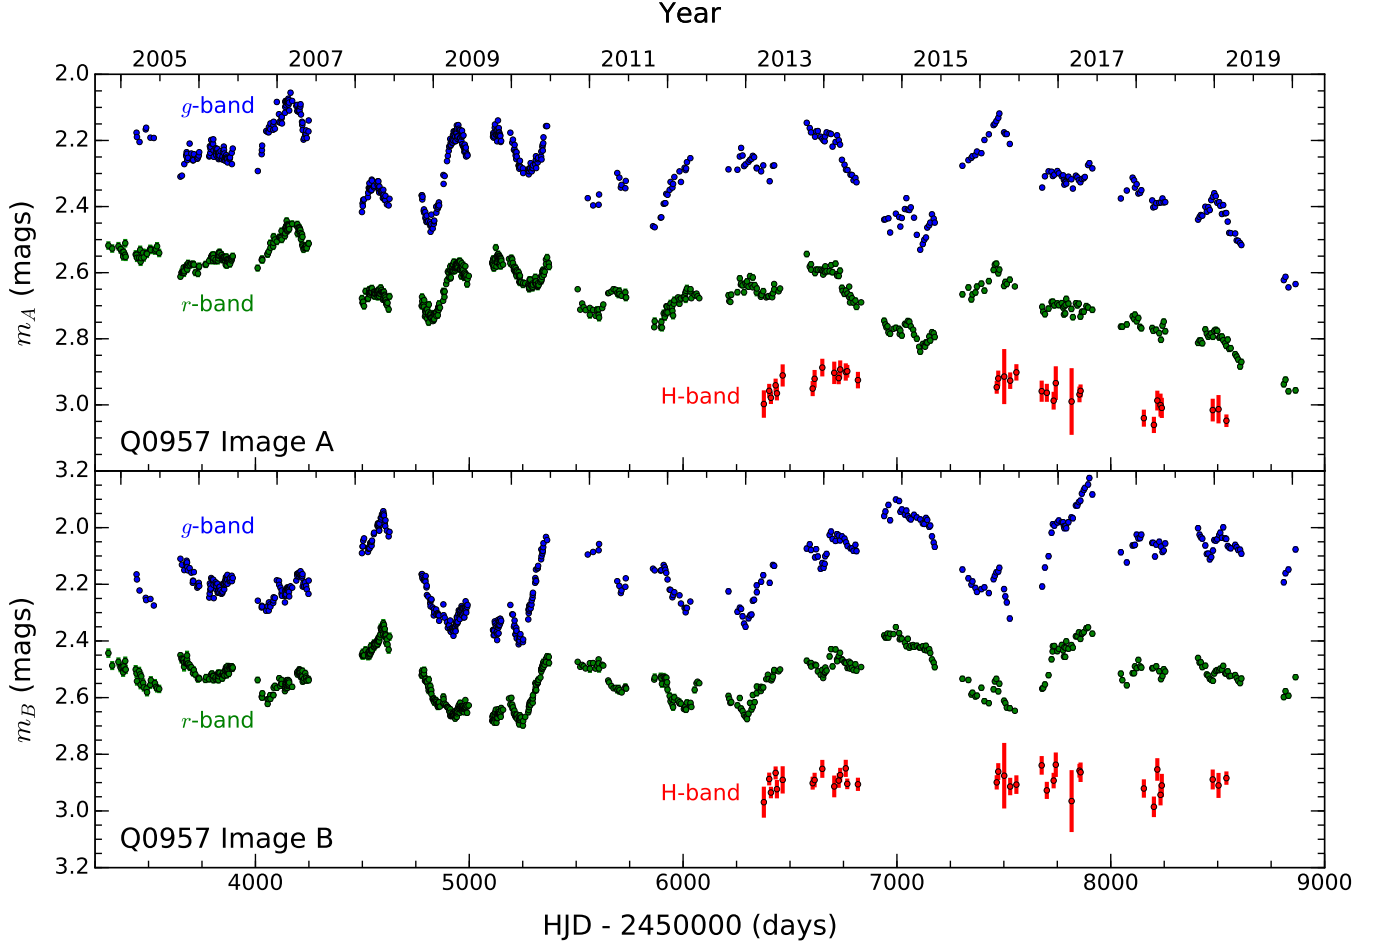 Year
2005 2007 2009 2011 2013 2015 2017 2019
2.0
g-band
2.2
2.4
m_A (mags)
2.6
r-band
2.8
H-band
3.0
Q0957 Image A
3.2
g-band
2.0
2.2
2.4
m_B (mags)
2.6
r-band
2.8
H-band
3.0
Q0957 Image B
3.2
4000 5000 6000 7000 8000 9000
HJD - 2450000 (days)